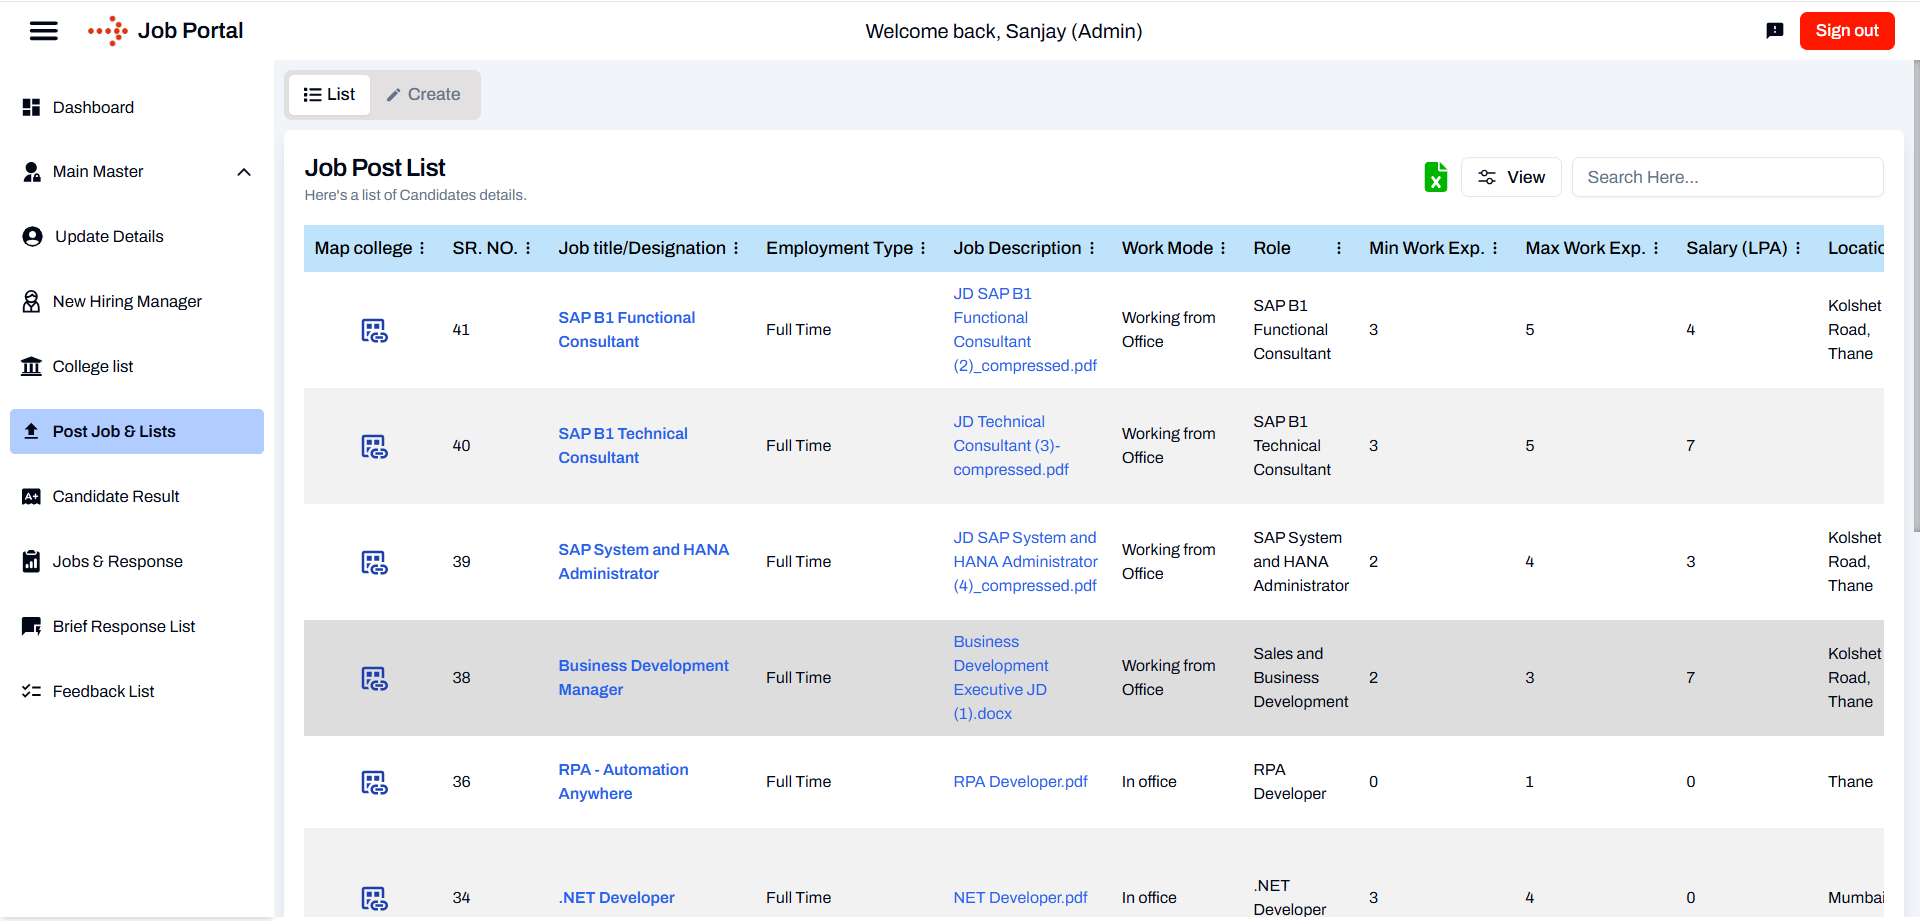 Job Portal
Welcome back, Sanjay (Admin)
Sign out
Dashboard
Main Master
Update Details
New Hiring Manager
College list
Post Job & Lists
Candidate Result
Jobs & Response
Brief Response List
Feedback List
List
Create
Job Post List
Here's a list of Candidates details.
View
Search Here...
Map college SR. NO. Job title/Designation Employment Type Job Description Work Mode Role Min Work Exp. Max Work Exp. Salary (LPA) Locatio
41
SAP B1 Functional
Consultant
Full Time
JD SAP B1
Functional
Consultant
(2)_compressed.pdf
Working from
Office
SAP B1
Functional
Consultant
3
5
4
Kolshet
Road,
Thane
40
SAP B1 Technical
Consultant
Full Time
JD Technical
Consultant (3)-
compressed.pdf
Working from
Office
SAP B1
Technical
Consultant
3
5
7
39
SAP System and HANA
Administrator
Full Time
JD SAP System and
HANA Administrator
(4)_compressed.pdf
Working from
Office
SAP System
and HANA
Administrator
2
4
3
Kolshet
Road,
Thane
38
Business Development
Manager
Full Time
Business
Development
Executive JD
(1).docx
Working from
Office
Sales and
Business
Development
2
3
7
Kolshet
Road,
Thane
36
RPA - Automation
Anywhere
Full Time
RPA Developer.pdf
In office
RPA
Developer
0
1
0
Thane
34
.NET Developer
Full Time
NET Developer.pdf
In office
.NET
Developer
3
4
0
Mumbai